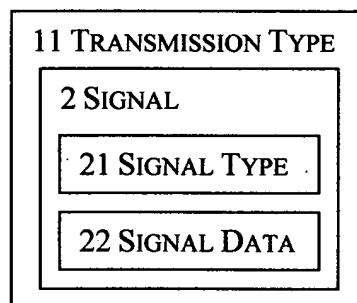 11 TRANSMISSION TYPE
2 SIGNAL
21 SIGNAL TYPE
22 SIGNAL DATA